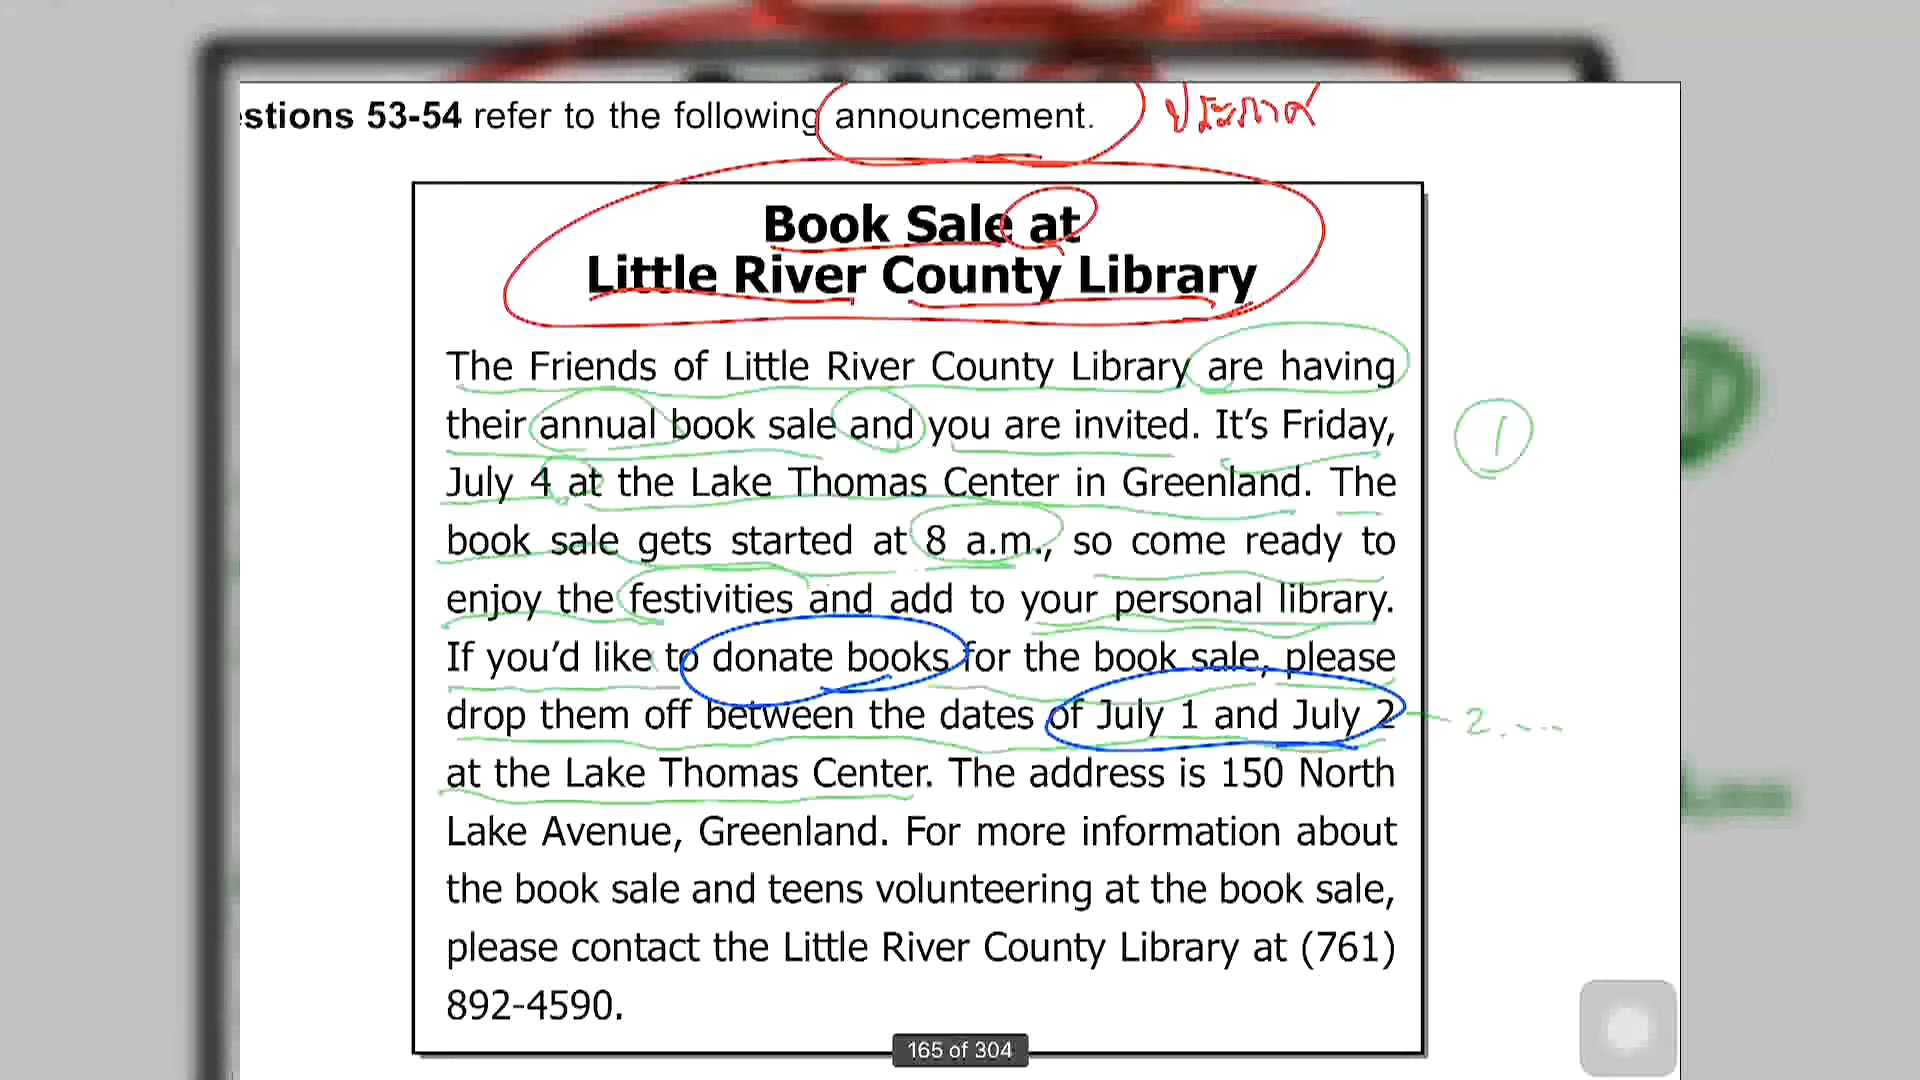 estions 53-54 refer to the following announcement. ประกาศ
Book Sale at
Little River County Library
The Friends of Little River County Library are having
their annual book sale and you are invited. It's Friday,
1
July 4 at the Lake Thomas Center in Greenland. The
book sale gets started at 8 a.m., so come ready to
enjoy the festivities and add to your personal library.
If you'd like to donate books for the book sale, please
drop them off between the dates of July 1 and July 2
2....
at the Lake Thomas Center. The address is 150 North
Lake Avenue, Greenland. For more information about
the book sale and teens volunteering at the book sale,
please contact the Little River County Library at (761)
892-4590.
165 of 304